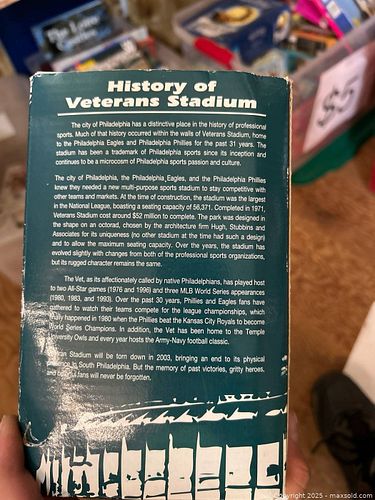 History of
Veterans Stadium
The city of Philadelphia has a distinctive place in the history of professional
sports. Much of that history occurred within the walls of Veterans Stadium, home
to the Philadelphia Eagles and Philadelphia Phillies for the past 31 years. The
stadium has been a trademark of Philadelphia sports since its inception and
continues to be a microcosm of Philadelphia sports passion and culture.
The city of Philadelphia, the Philadelphia Eagles, and the Philadelphia Phillies
knew they needed a new multi-purpose sports stadium to stay competitive with
other teams and markets. At the time of construction, the stadium was the largest
in the National League, boasting a seating capacity of 56,371. Completed in 1971,
Veterans Stadium cost around $52 million to complete. The park was designed in
the shape on an octorad, chosen by the architecture firm Hugh, Stubbins and
Associates for its uniqueness (no other stadium at the time had such a design)
and to allow the maximum seating capacity. Over the years, the stadium has
evolved slightly with changes from both of the professional sports organizations,
but its rugged character remains the same.
The Vet, as its affectionately called by native Philadelphians, has played host
to two All-Star games (1976 and 1996) and three MLB World Series appearances
(1980, 1983, and 1993). Over the past 30 years, Phillies and Eagles fans have
gathered to watch their teams compete for the league championships, which
finally happened in 1980 when the Phillies beat the Kansas City Royals to become
World Series Champions. In addition, the Vet has been home to the Temple
University Owls and every year hosts the Army-Navy football classic.
Stadium will be torn down in 2003, bringing an end to its physical
in South Philadelphia. But the memory of past victories, gritty heroes,
and fans will never be forgotten.
$5
© 2025 - maxsold.com